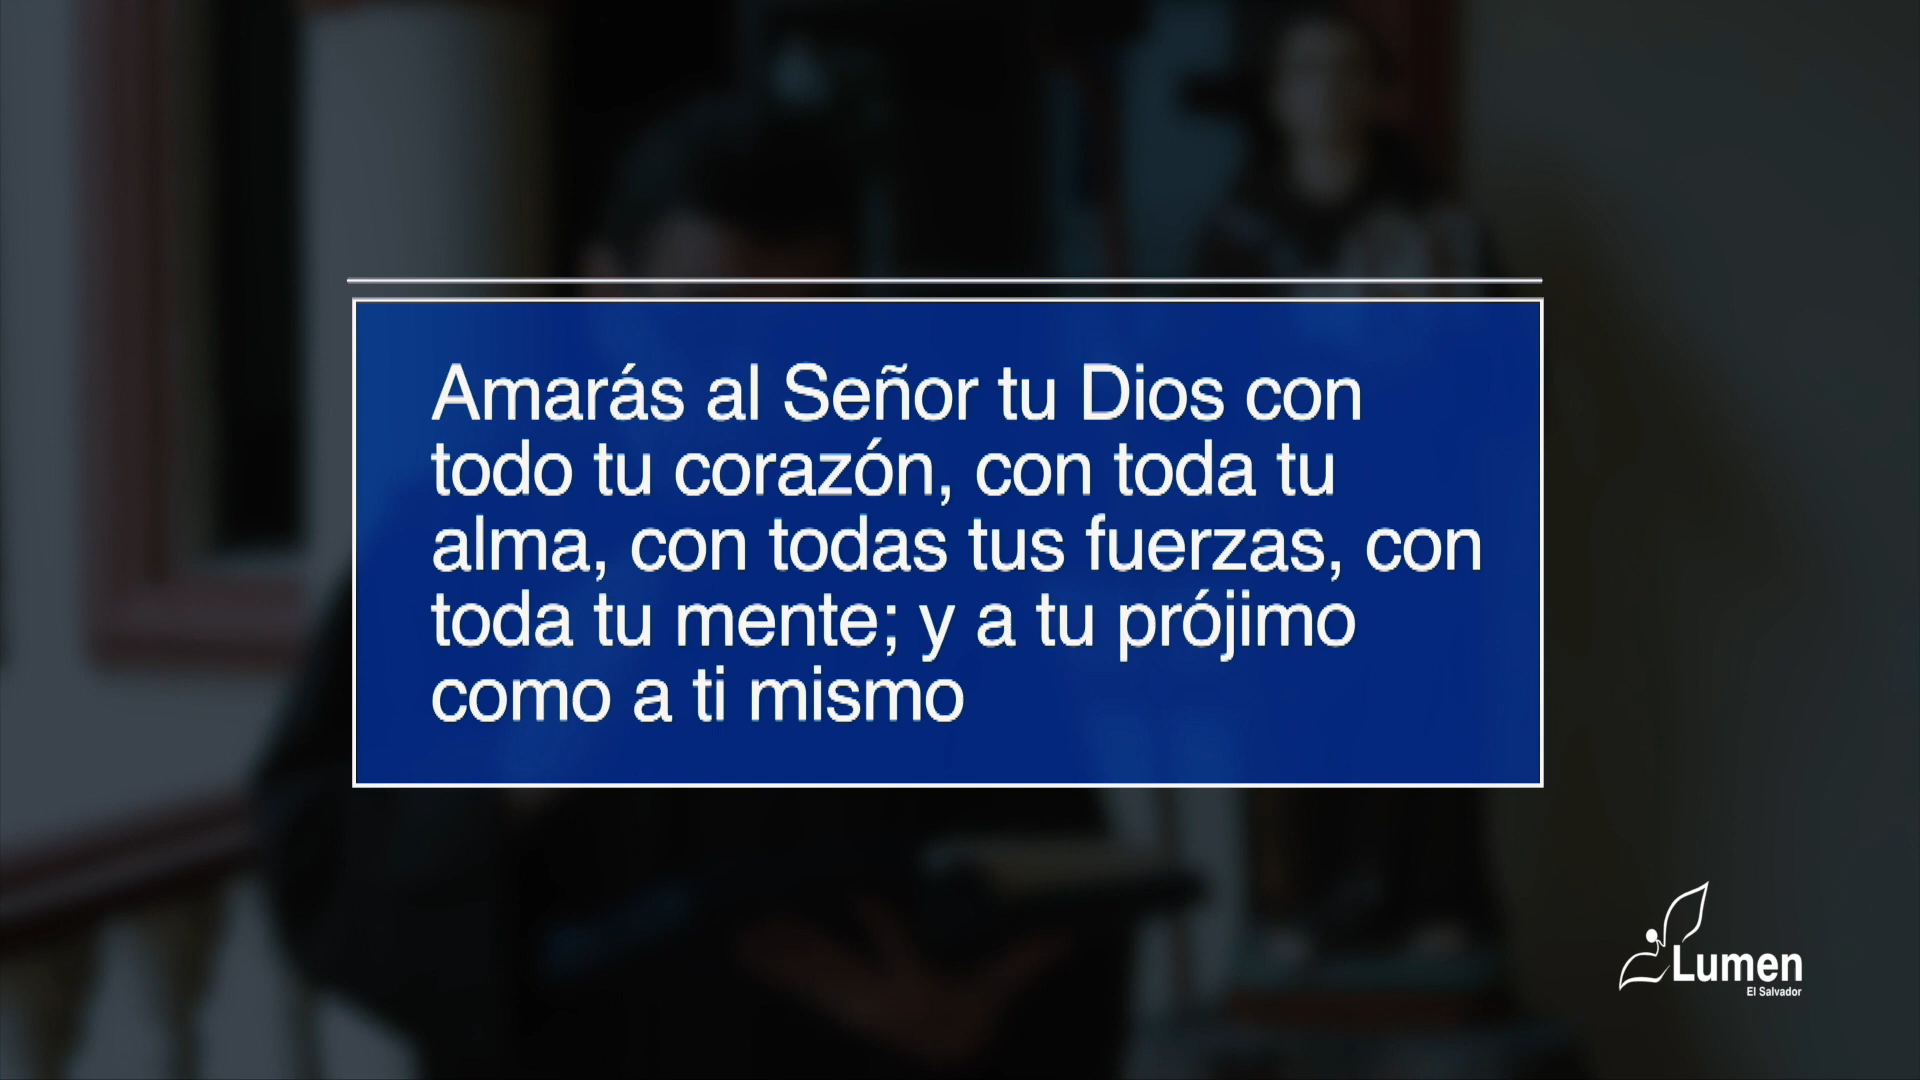 Amarás al Señor tu Dios con
todo tu corazón, con toda tu
alma, con todas tus fuerzas, con
toda tu mente; y a tu prójimo
como a ti mismo
Lumen
El Salvador